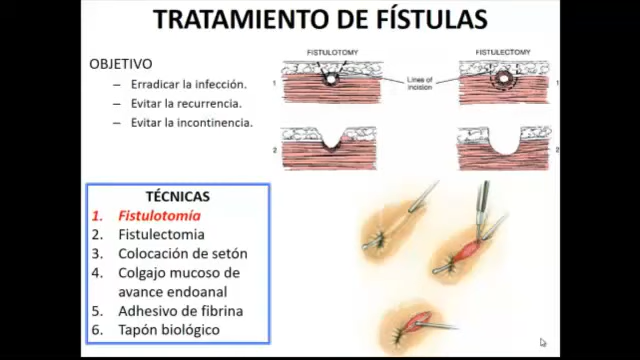 TRATAMIENTO DE FÍSTULAS
OBJETIVO
– Erradicar la infección.
– Evitar la recurrencia.
– Evitar la incontinencia.
FISTULOTOMY
FISTULECTOMY
Lines of
incision
1
1
2
2
TÉCNICAS
1. Fistulotomía
2. Fistulectomia
3. Colocación de setón
4. Colgajo mucoso de
avance endoanal
5. Adhesivo de fibrina
6. Tapón biológico